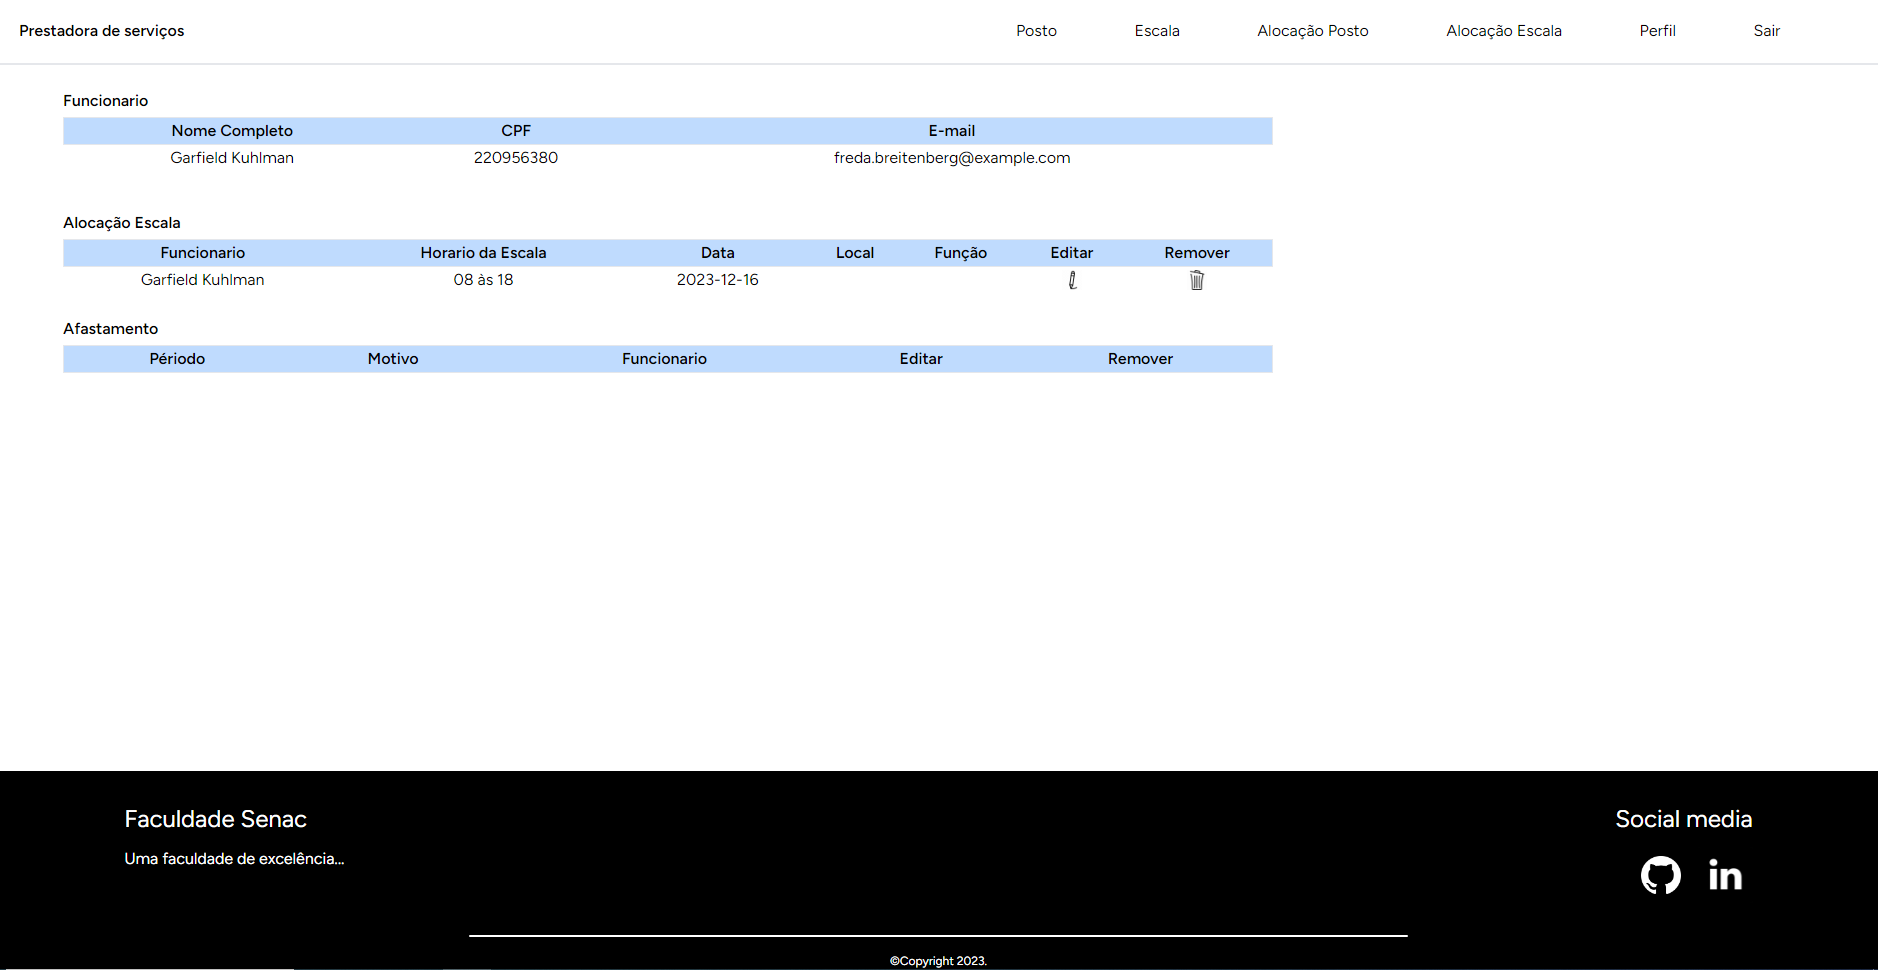 Prestadora de serviços Posto Escala Alocação Posto Alocação Escala Perfil Sair
Funcionario
Nome Completo CPF E-mail
Garfield Kuhlman 220956380 freda.breitenberg@example.com
Alocação Escala
Funcionario Horario da Escala Data Local Função Editar Remover
Garfield Kuhlman 08 às 18 2023-12-16
Afastamento
Périodo Motivo Funcionario Editar Remover
Faculdade Senac Social media
Uma faculdade de excelência...
in
©Copyright 2023.